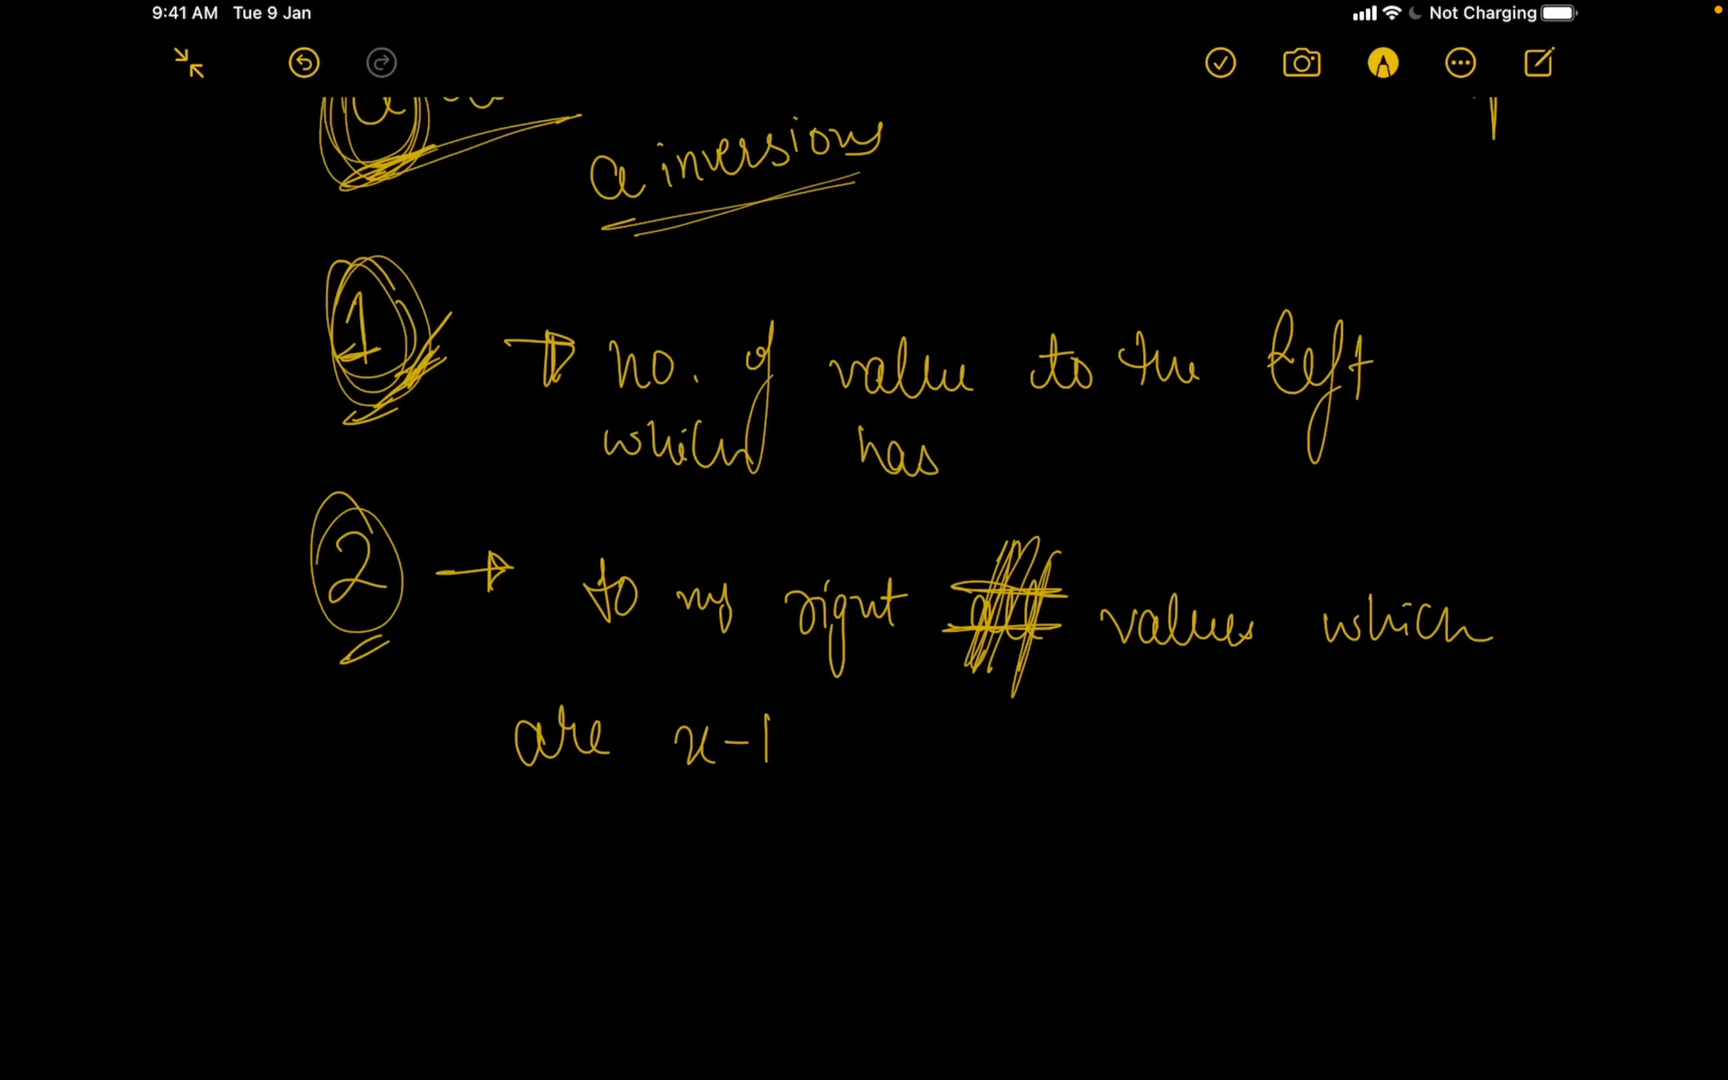 9:41 AM Tue 9 Jan Not Charging
a inversions
1 → no. of value to the left
which has
2 → to my right values which
are x-1